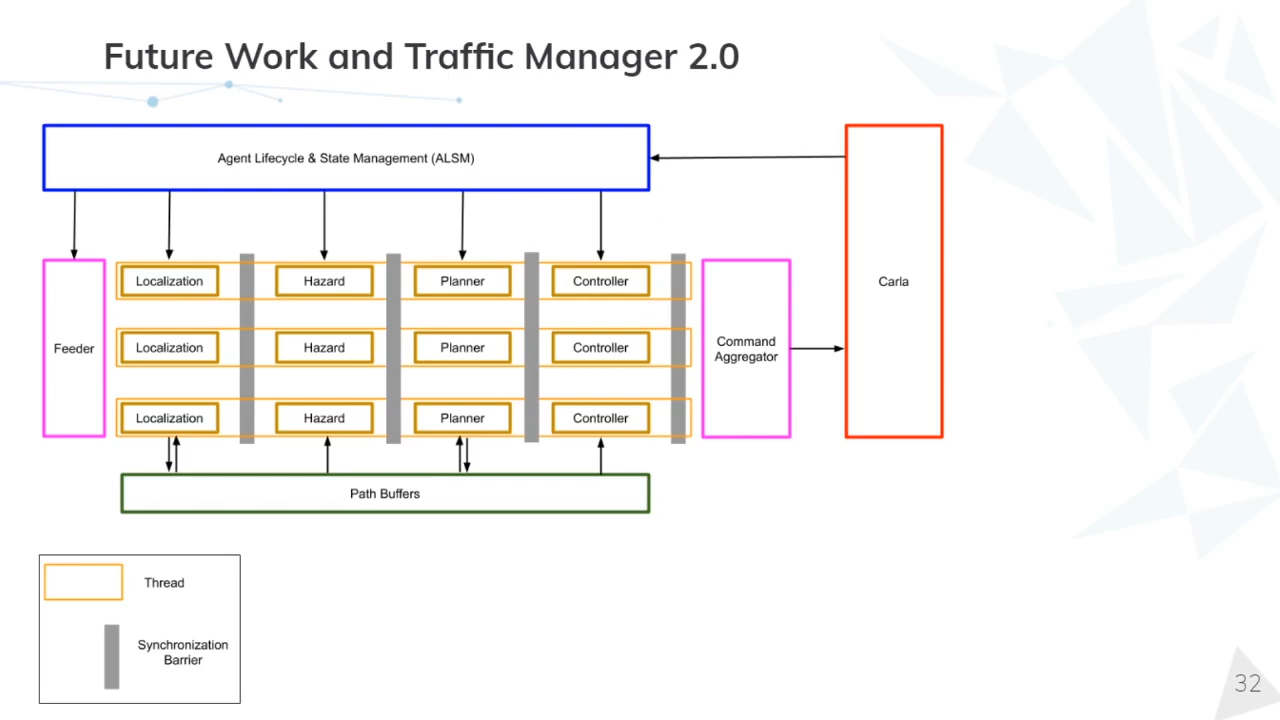 Future Work and Traffic Manager 2.0
Agent Lifecycle & State Management (ALSM)
Feeder
Localization
Hazard
Planner
Controller
Localization
Hazard
Planner
Controller
Localization
Hazard
Planner
Controller
Command
Aggregator
Carla
Path Buffers
Thread
Synchronization
Barrier
32